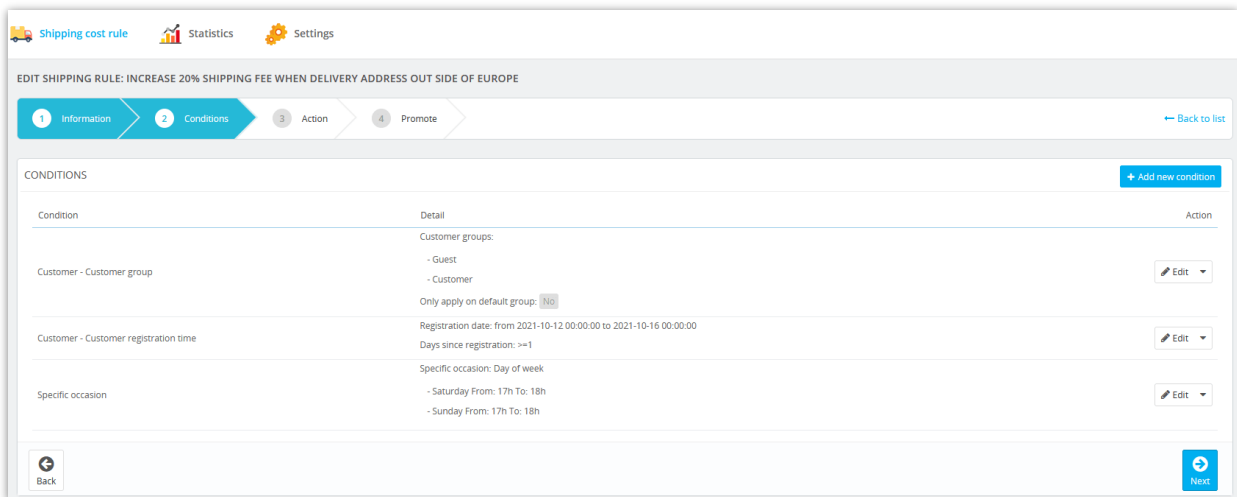 Shipping cost rule Statistics Settings
EDIT SHIPPING RULE: INCREASE 20% SHIPPING FEE WHEN DELIVERY ADDRESS OUT SIDE OF EUROPE
1 Information 2 Conditions 3 Action 4 Promote ← Back to list
CONDITIONS + Add new condition
Condition Detail Action
Customer groups:
- Guest
Customer - Customer group Edit
- Customer
Only apply on default group: No
Registration date: from 2021-10-12 00:00:00 to 2021-10-16 00:00:00
Customer - Customer registration time Edit
Days since registration: >=1
Specific occasion: Day of week
- Saturday From: 17h To: 18h
Specific occasion Edit
- Sunday From: 17h To: 18h
Back Next